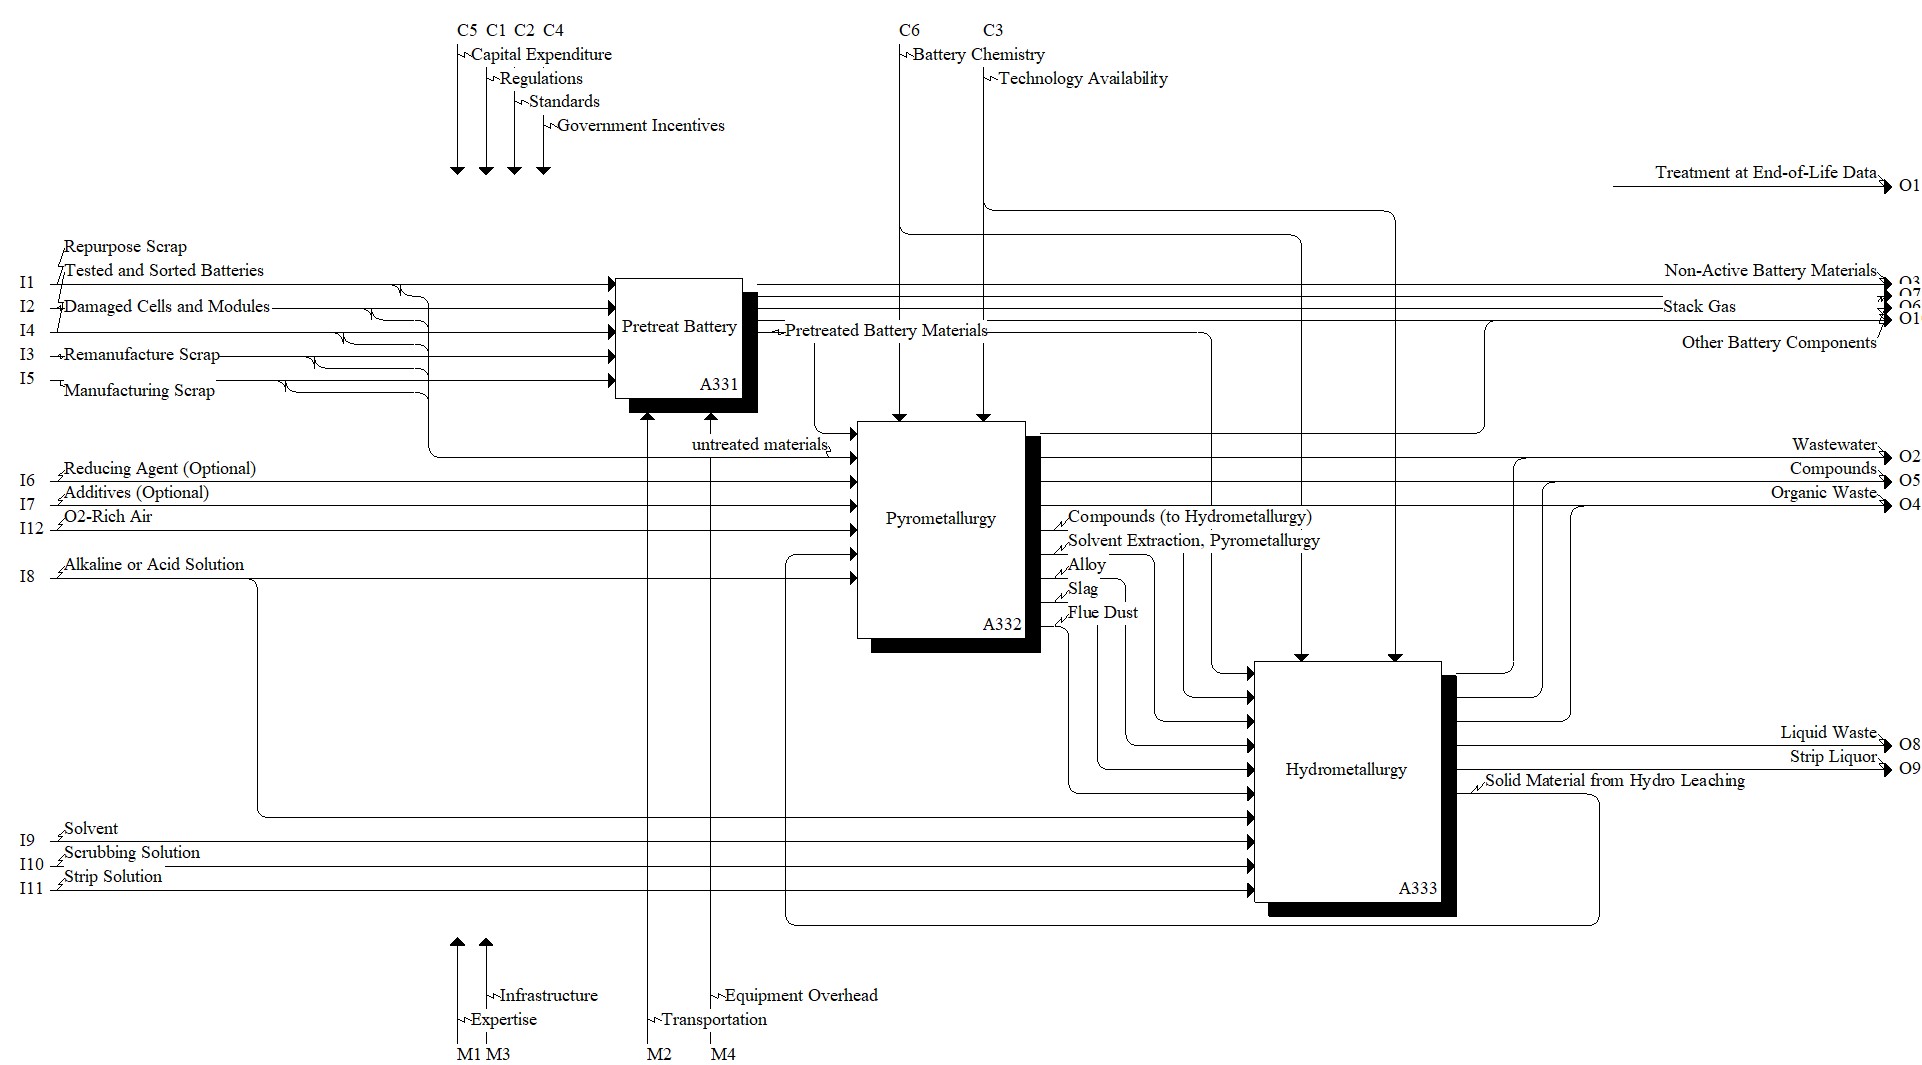 C5 C1 C2 C4
C6
C3
Capital Expenditure
Battery Chemistry
Regulations
Technology Availability
Standards
Government Incentives
Treatment at End-of-Life Data
O1
Repurpose Scrap
I1
Tested and Sorted Batteries
Non-Active Battery Materials
O3
O7
I2
Damaged Cells and Modules
Stack Gas
O6
I4
Pretreat Battery
Pretreated Battery Materials
O1
I3
Remanufacture Scrap
Other Battery Components
I5
Manufacturing Scrap
A331
untreated materials
Wastewater
O2
I6
Reducing Agent (Optional)
Compounds
O5
I7
Additives (Optional)
Organic Waste
O4
I12
O2-Rich Air
Pyrometallurgy
Compounds (to Hydrometallurgy)
Solvent Extraction, Pyrometallurgy
I8
Alkaline or Acid Solution
Alloy
Slag
Flue Dust
A332
Liquid Waste
O8
Strip Liquor
O9
Hydrometallurgy
Solid Material from Hydro Leaching
I9
Solvent
I10
Scrubbing Solution
I11
Strip Solution
A333
Infrastructure
Equipment Overhead
Expertise
Transportation
M1 M3
M2
M4